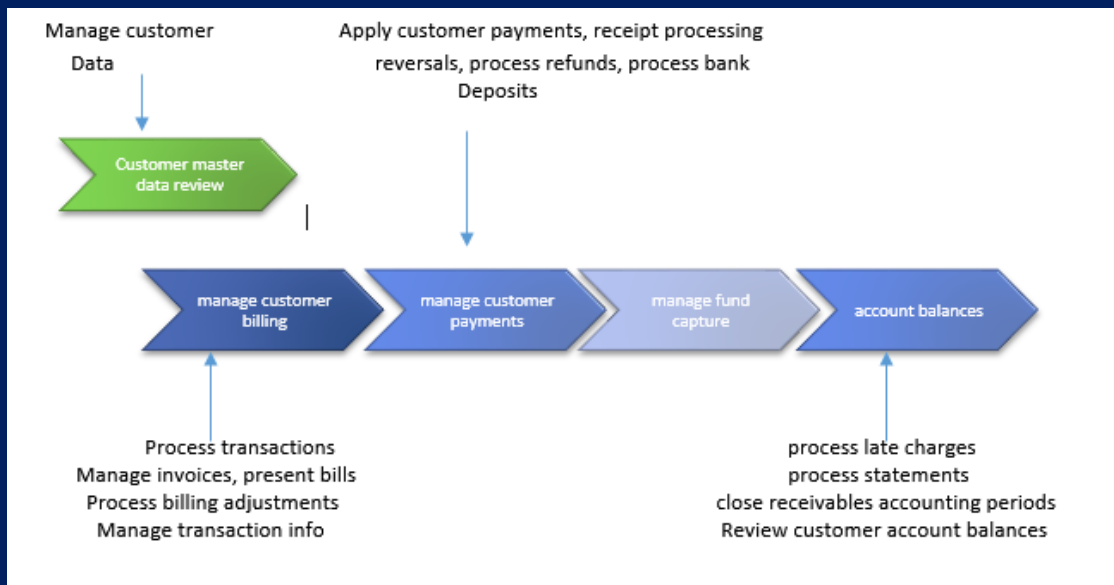 Manage customer
Data
Apply customer payments, receipt processing
reversals, process refunds, process bank
Deposits
Customer master
data review
manage customer
billing
manage customer
payments
manage fund
capture
account balances
Process transactions
Manage invoices, present bills
Process billing adjustments
Manage transaction info
process late charges
process statements
close receivables accounting periods
Review customer account balances